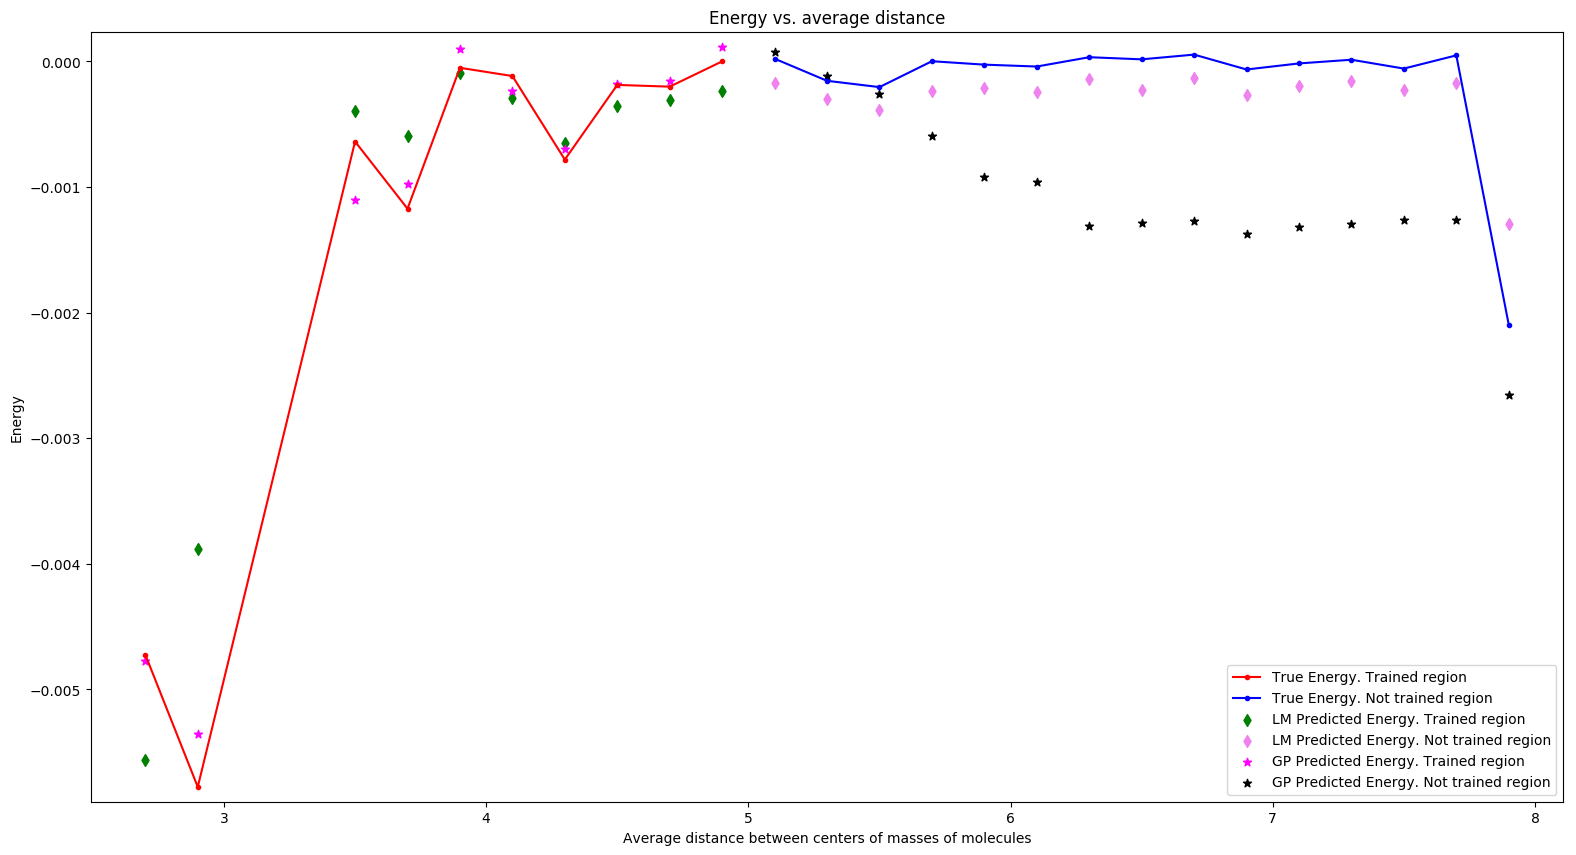 Energy vs. average distance
0.000
−0.001
−0.002
−0.003
−0.004
−0.005
Energy
3 4 5 6 7 8
Average distance between centers of masses of molecules
True Energy. Trained region
True Energy. Not trained region
LM Predicted Energy. Trained region
LM Predicted Energy. Not trained region
GP Predicted Energy. Trained region
GP Predicted Energy. Not trained region